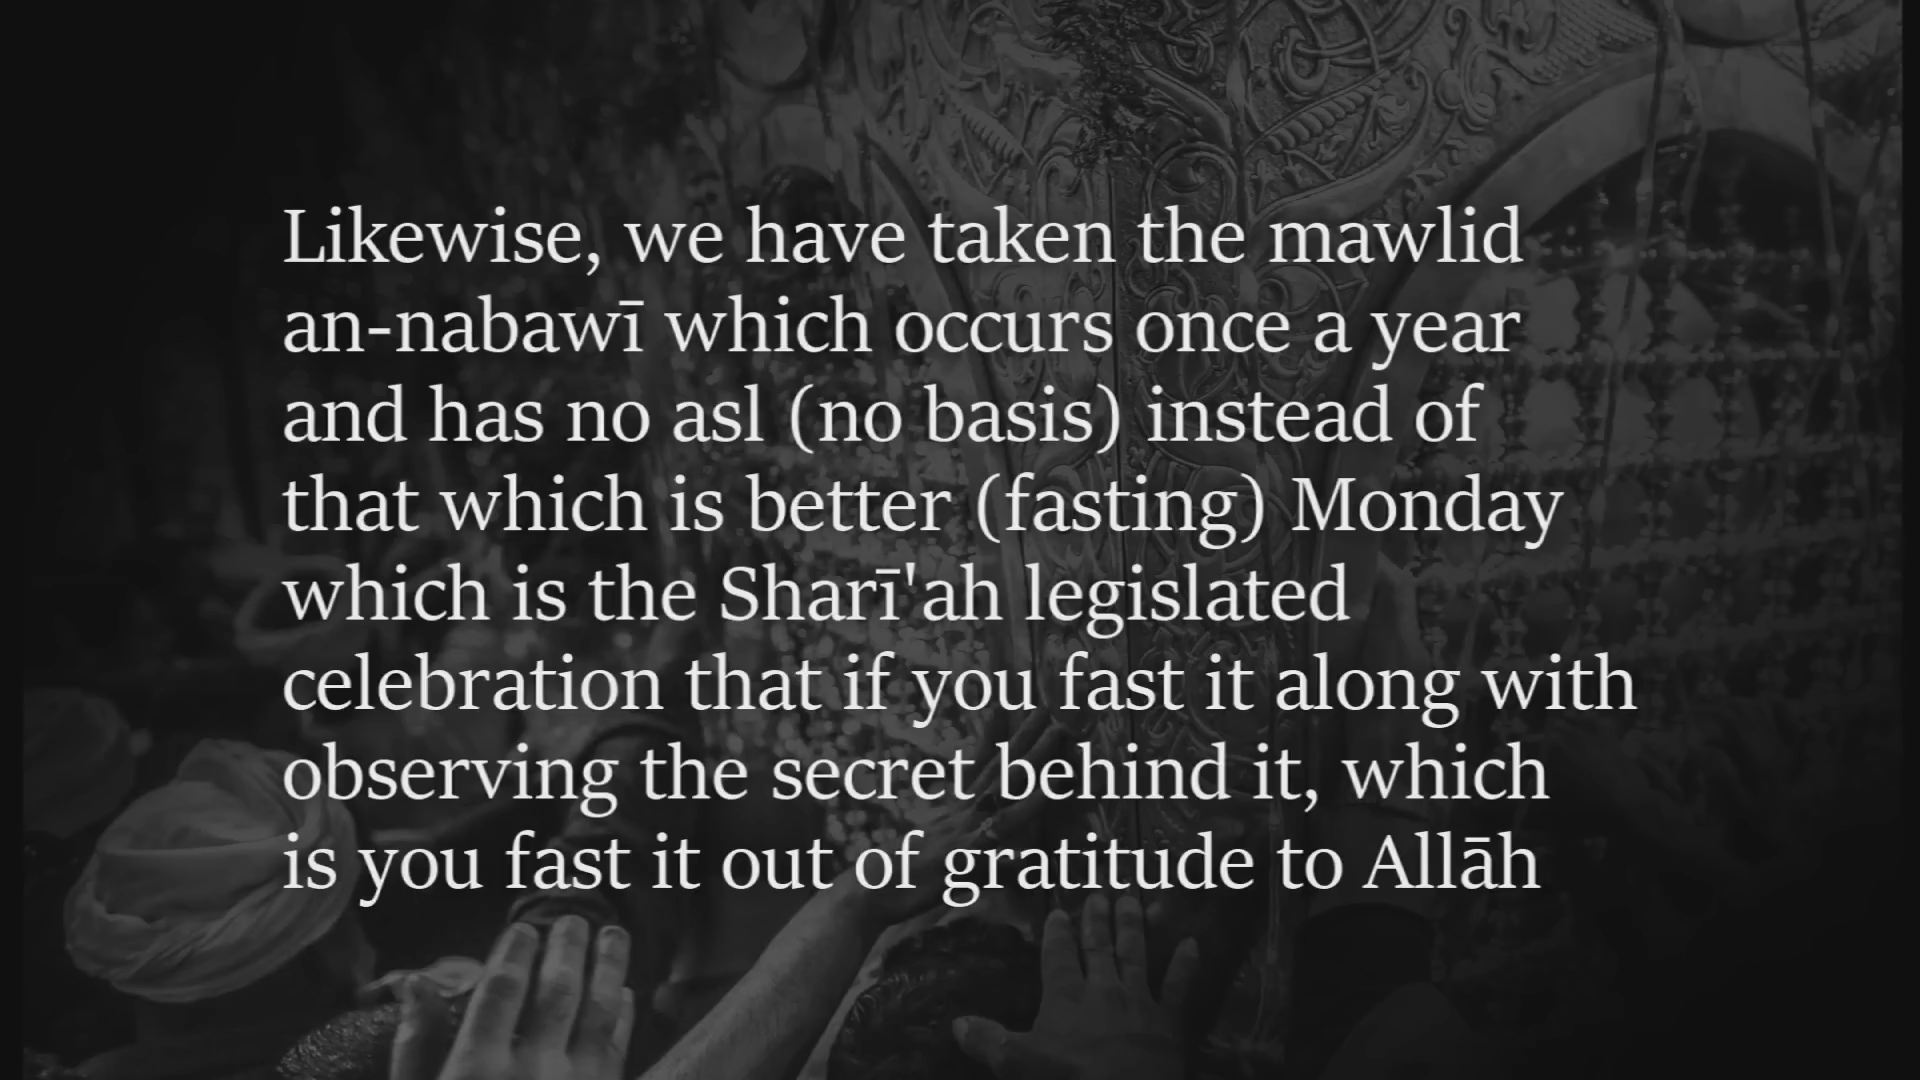 Likewise, we have taken the mawlid
an-nabawī which occurs once a year
and has no asl (no basis) instead of
that which is better (fasting) Monday
which is the Sharī'ah legislated
celebration that if you fast it along with
observing the secret behind it, which
is you fast it out of gratitude to Allāh